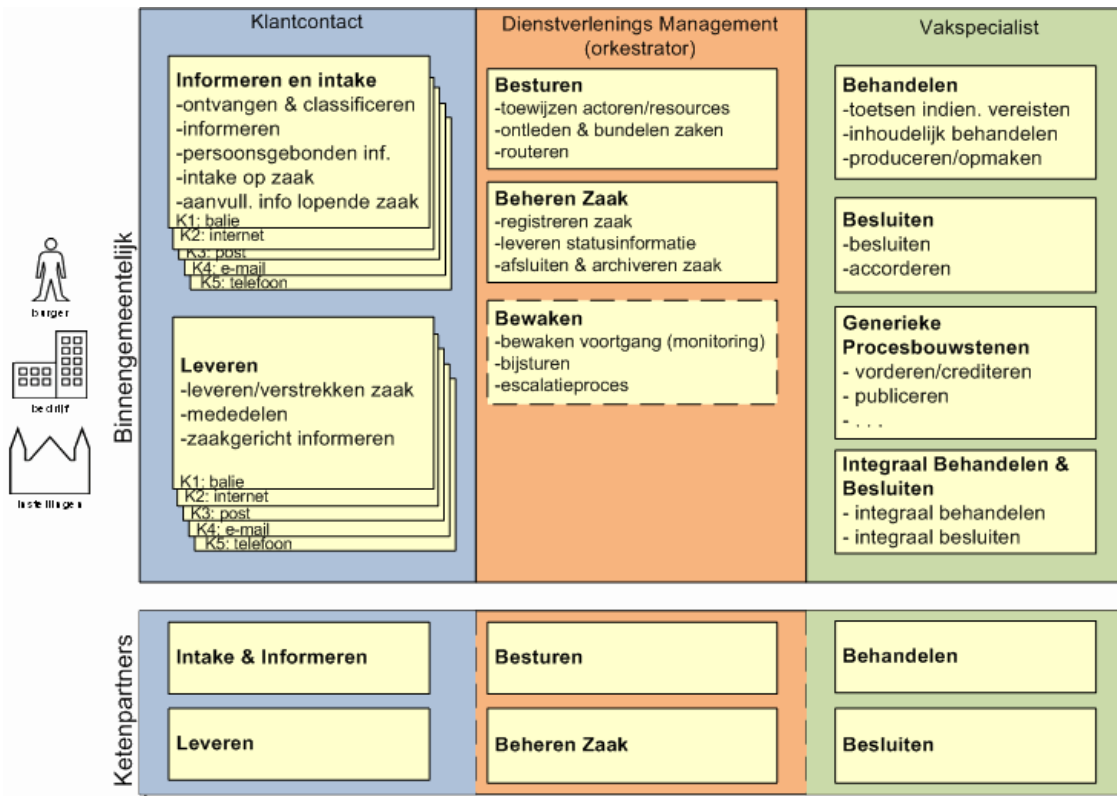 Klantcontact
Dienstverlenings Management
(orkestrator)
Vakspecialist
Binnengemeentelijk
burger
bedrijf
instellingen
Informeren en intake
-ontvangen & classificeren
-informeren
-persoonsgebonden inf.
-intake op zaak
-aanvull. info lopende zaak
K1: balie
K2: internet
K3: post
K4: e-mail
K5: telefoon
Leveren
-leveren/verstrekken zaak
-mededelen
-zaakgericht informeren
K1: balie
K2: internet
K3: post
K4: e-mail
K5: telefoon
Besturen
-toewijzen actoren/resources
-ontleden & bundelen zaken
-routeren
Beheren Zaak
-registreren zaak
-leveren statusinformatie
-afsluiten & archiveren zaak
Bewaken
-bewaken voortgang (monitoring)
-bijsturen
-escalatieproces
Behandelen
-toetsen indien. vereisten
-inhoudelijk behandelen
-produceren/opmaken
Besluiten
-besluiten
-accorderen
Generieke
Procesbouwstenen
- vorderen/crediteren
- publiceren
- . . .
Integraal Behandelen &
Besluiten
- integraal behandelen
- integraal besluiten
Ketenpartners
Intake & Informeren
Leveren
Besturen
Beheren Zaak
Behandelen
Besluiten